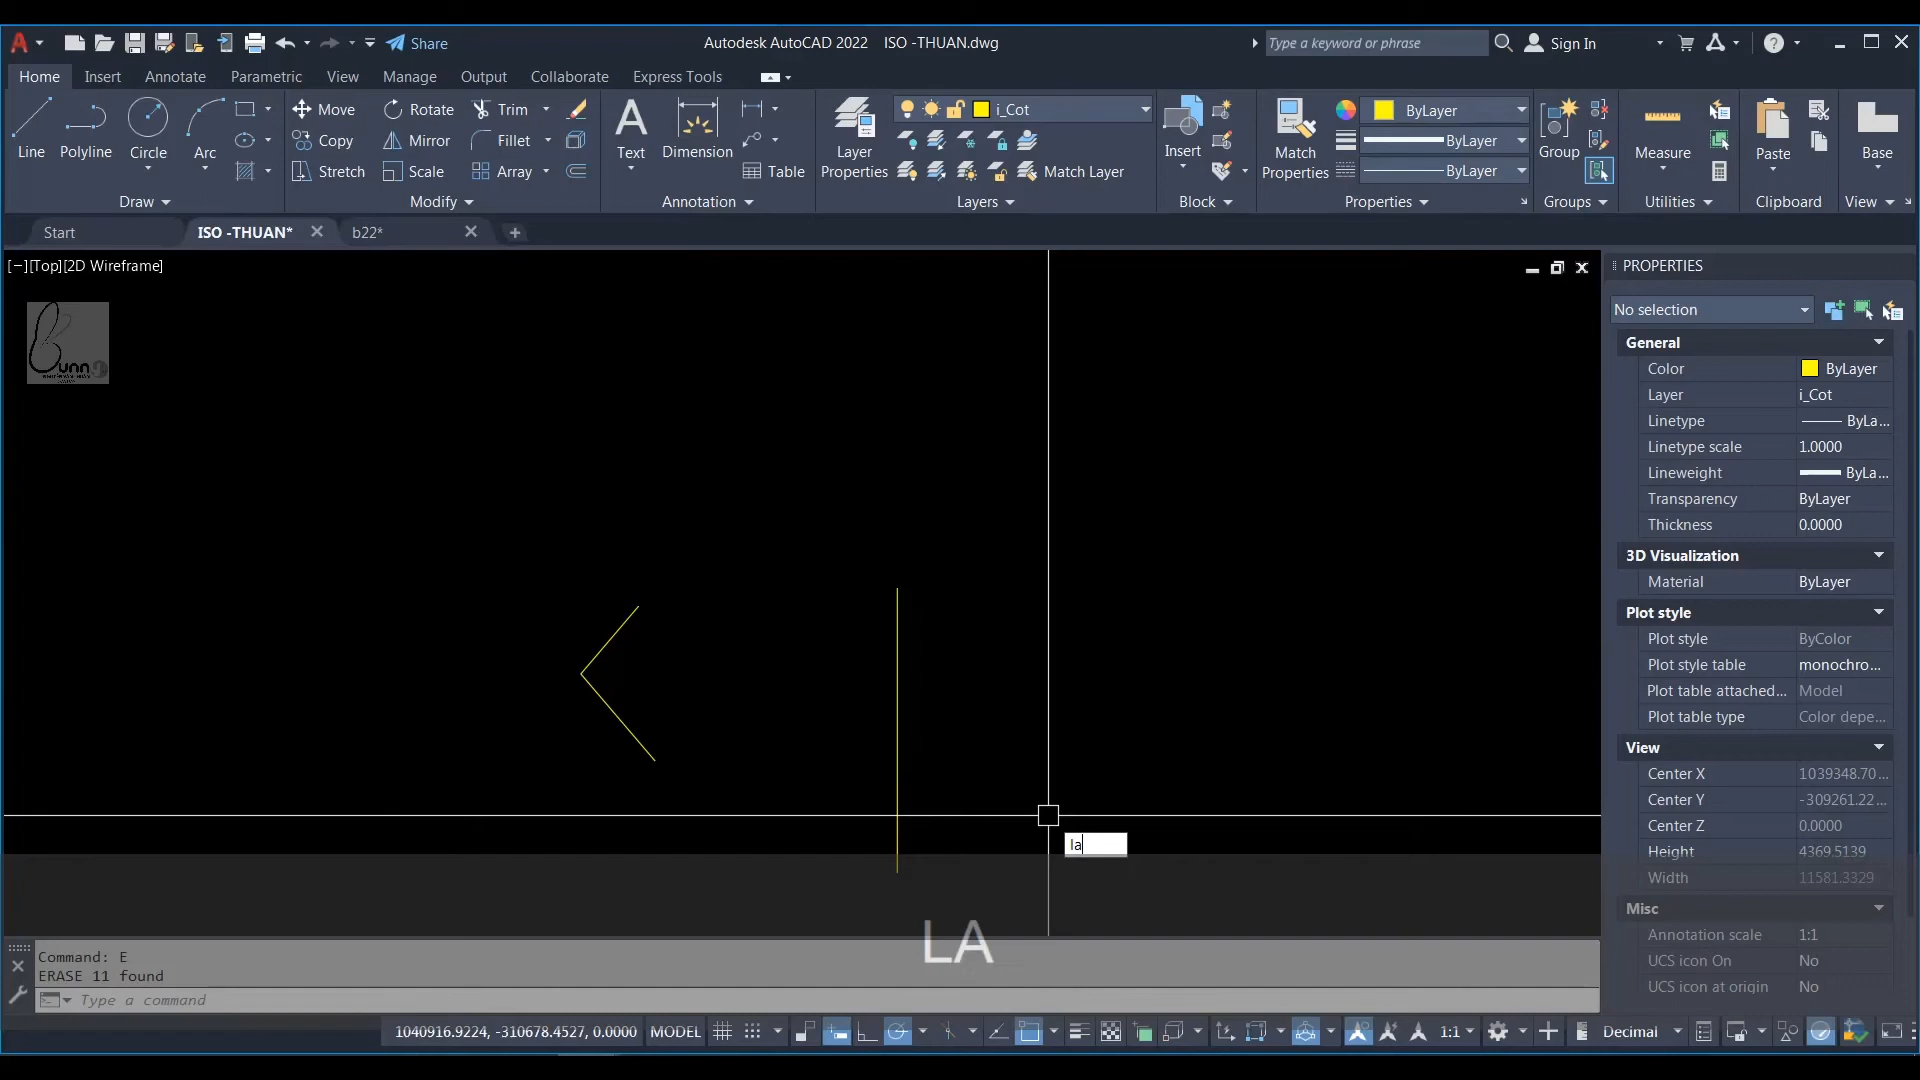 Autodesk AutoCAD 2022 ISO -THUAN.dwg
Share
Type a keyword or phrase
Sign In
Home Insert Annotate Parametric View Manage Output Collaborate Express Tools
Line Polyline Circle Arc
Move Rotate Trim
Copy Mirror Fillet
Stretch Scale Array
Text Dimension Table
Layer Properties
i_Cot
Match Layer
Insert
Match Properties
ByLayer
ByLayer
ByLayer
Group
Measure
Paste
Base
Draw Modify Annotation Layers Block Properties Groups Utilities Clipboard View
Start ISO -THUAN* b22*
[−][Top][2D Wireframe]
PROPERTIES
No selection
General
Color ByLayer
Layer i_Cot
Linetype ByLa...
Linetype scale 1.0000
Lineweight ByLa...
Transparency ByLayer
Thickness 0.0000
3D Visualization
Material ByLayer
Plot style
Plot style ByColor
Plot style table monochro...
Plot table attached... Model
Plot table type Color depe...
View
Center X 1039348.70...
Center Y -309261.22...
Center Z 0.0000
Height 4369.5139
Width 11581.3329
Misc
Annotation scale 1:1
UCS icon On No
UCS icon at origin No
la
LA
Command: E
ERASE 11 found
Type a command
1040916.9224, -310678.4527, 0.0000 MODEL 1:1 Decimal